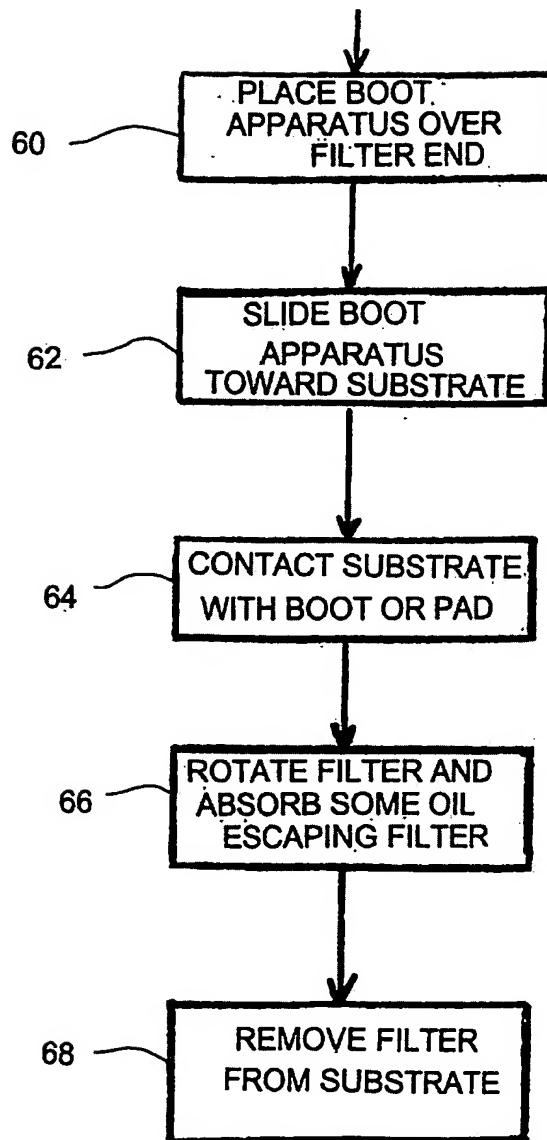 PLACE BOOT
APPARATUS OVER
FILTER END
60
SLIDE BOOT
APPARATUS
TOWARD SUBSTRATE
62
CONTACT SUBSTRATE
WITH BOOT OR PAD
64
ROTATE FILTER AND
ABSORB SOME OIL
ESCAPING FILTER
66
REMOVE FILTER
FROM SUBSTRATE
68